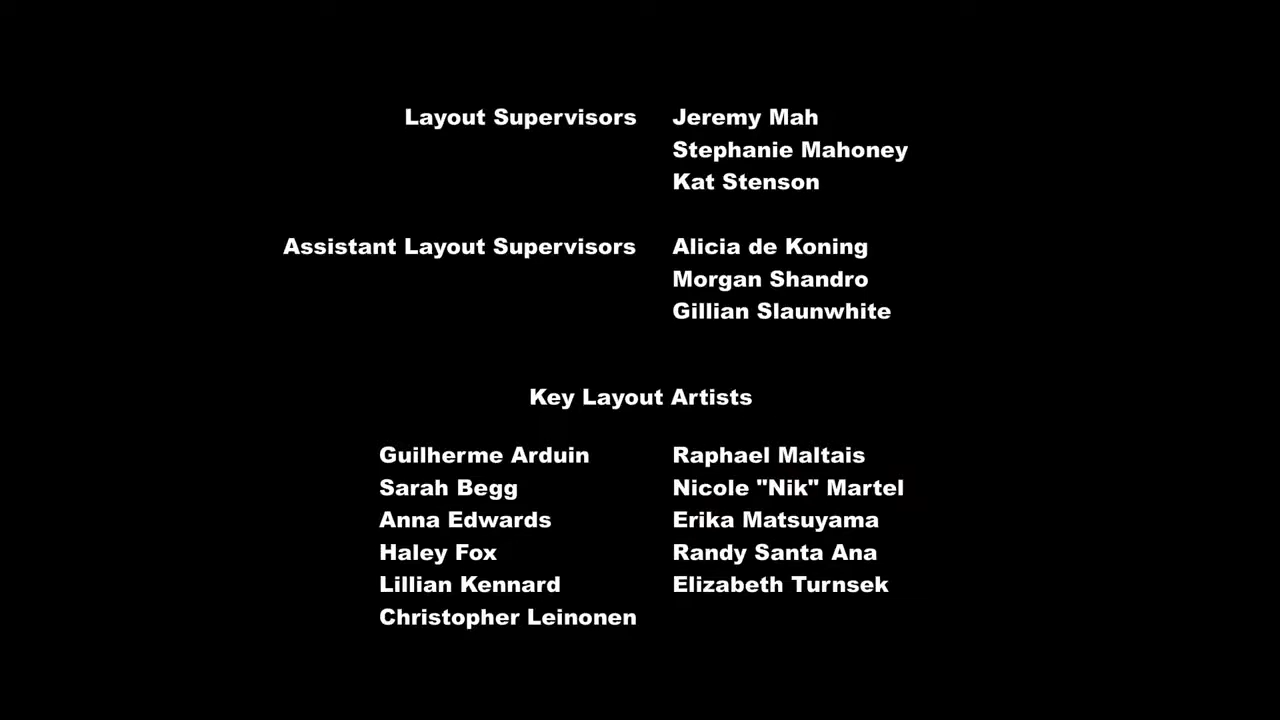 Layout Supervisors Jeremy Mah
Stephanie Mahoney
Kat Stenson
Assistant Layout Supervisors Alicia de Koning
Morgan Shandro
Gillian Slaunwhite
Key Layout Artists
Guilherme Arduin Raphael Maltais
Sarah Begg Nicole "Nik" Martel
Anna Edwards Erika Matsuyama
Haley Fox Randy Santa Ana
Lillian Kennard Elizabeth Turnsek
Christopher Leinonen